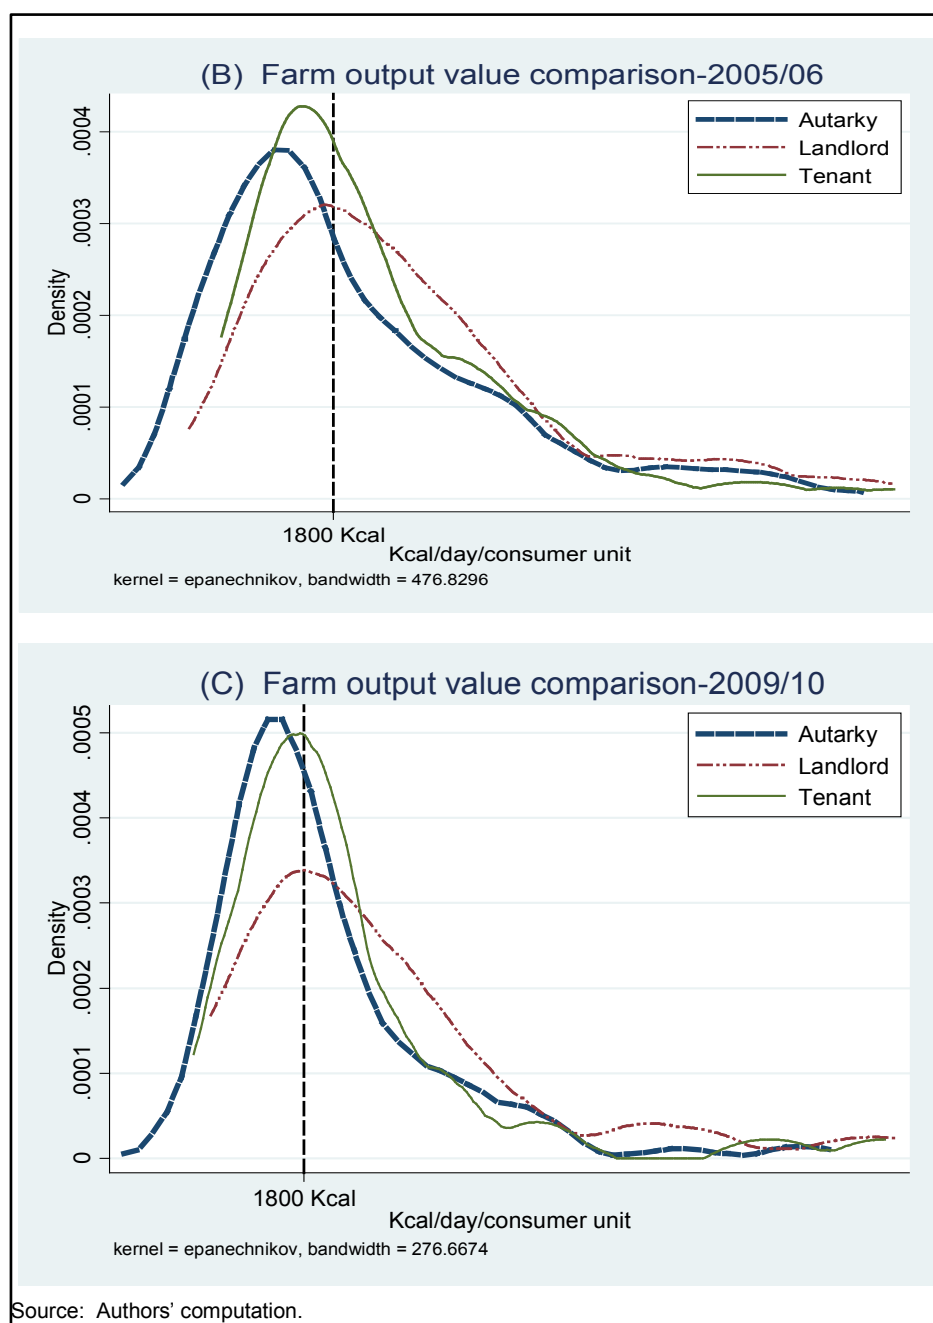 (B) Farm output value comparison-2005/06
Autarky
Landlord
Tenant
Density
.0004
.0003
.0002
.0001
0
1800 Kcal
Kcal/day/consumer unit
kernel = epanechnikov, bandwidth = 476.8296
(C) Farm output value comparison-2009/10
Autarky
Landlord
Tenant
Density
.0005
.0004
.0003
.0002
.0001
0
1800 Kcal
Kcal/day/consumer unit
kernel = epanechnikov, bandwidth = 276.6674
Source: Authors' computation.